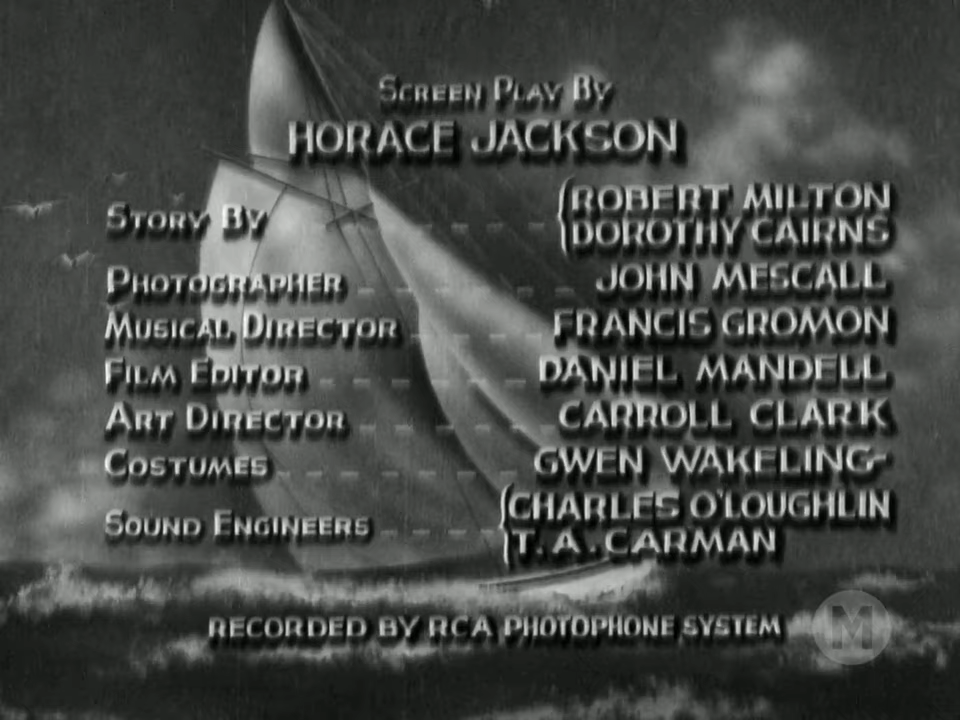 SCREEN PLAY BY
HORACE JACKSON
STORY BY - - - ROBERT MILTON
DOROTHY CAIRNS
PHOTOGRAPHER - - - - - - JOHN MESCALL
MUSICAL DIRECTOR - - - FRANCIS GROMON
FILM EDITOR - - - - - - DANIEL MANDELL
ART DIRECTOR - - - - - CARROLL CLARK
COSTUMES - - - - - - - GWEN WAKELING-
SOUND ENGINEERS - - - - CHARLES O'LOUGHLIN
T. A. CARMAN
RECORDED BY RCA PHOTOPHONE SYSTEM
M